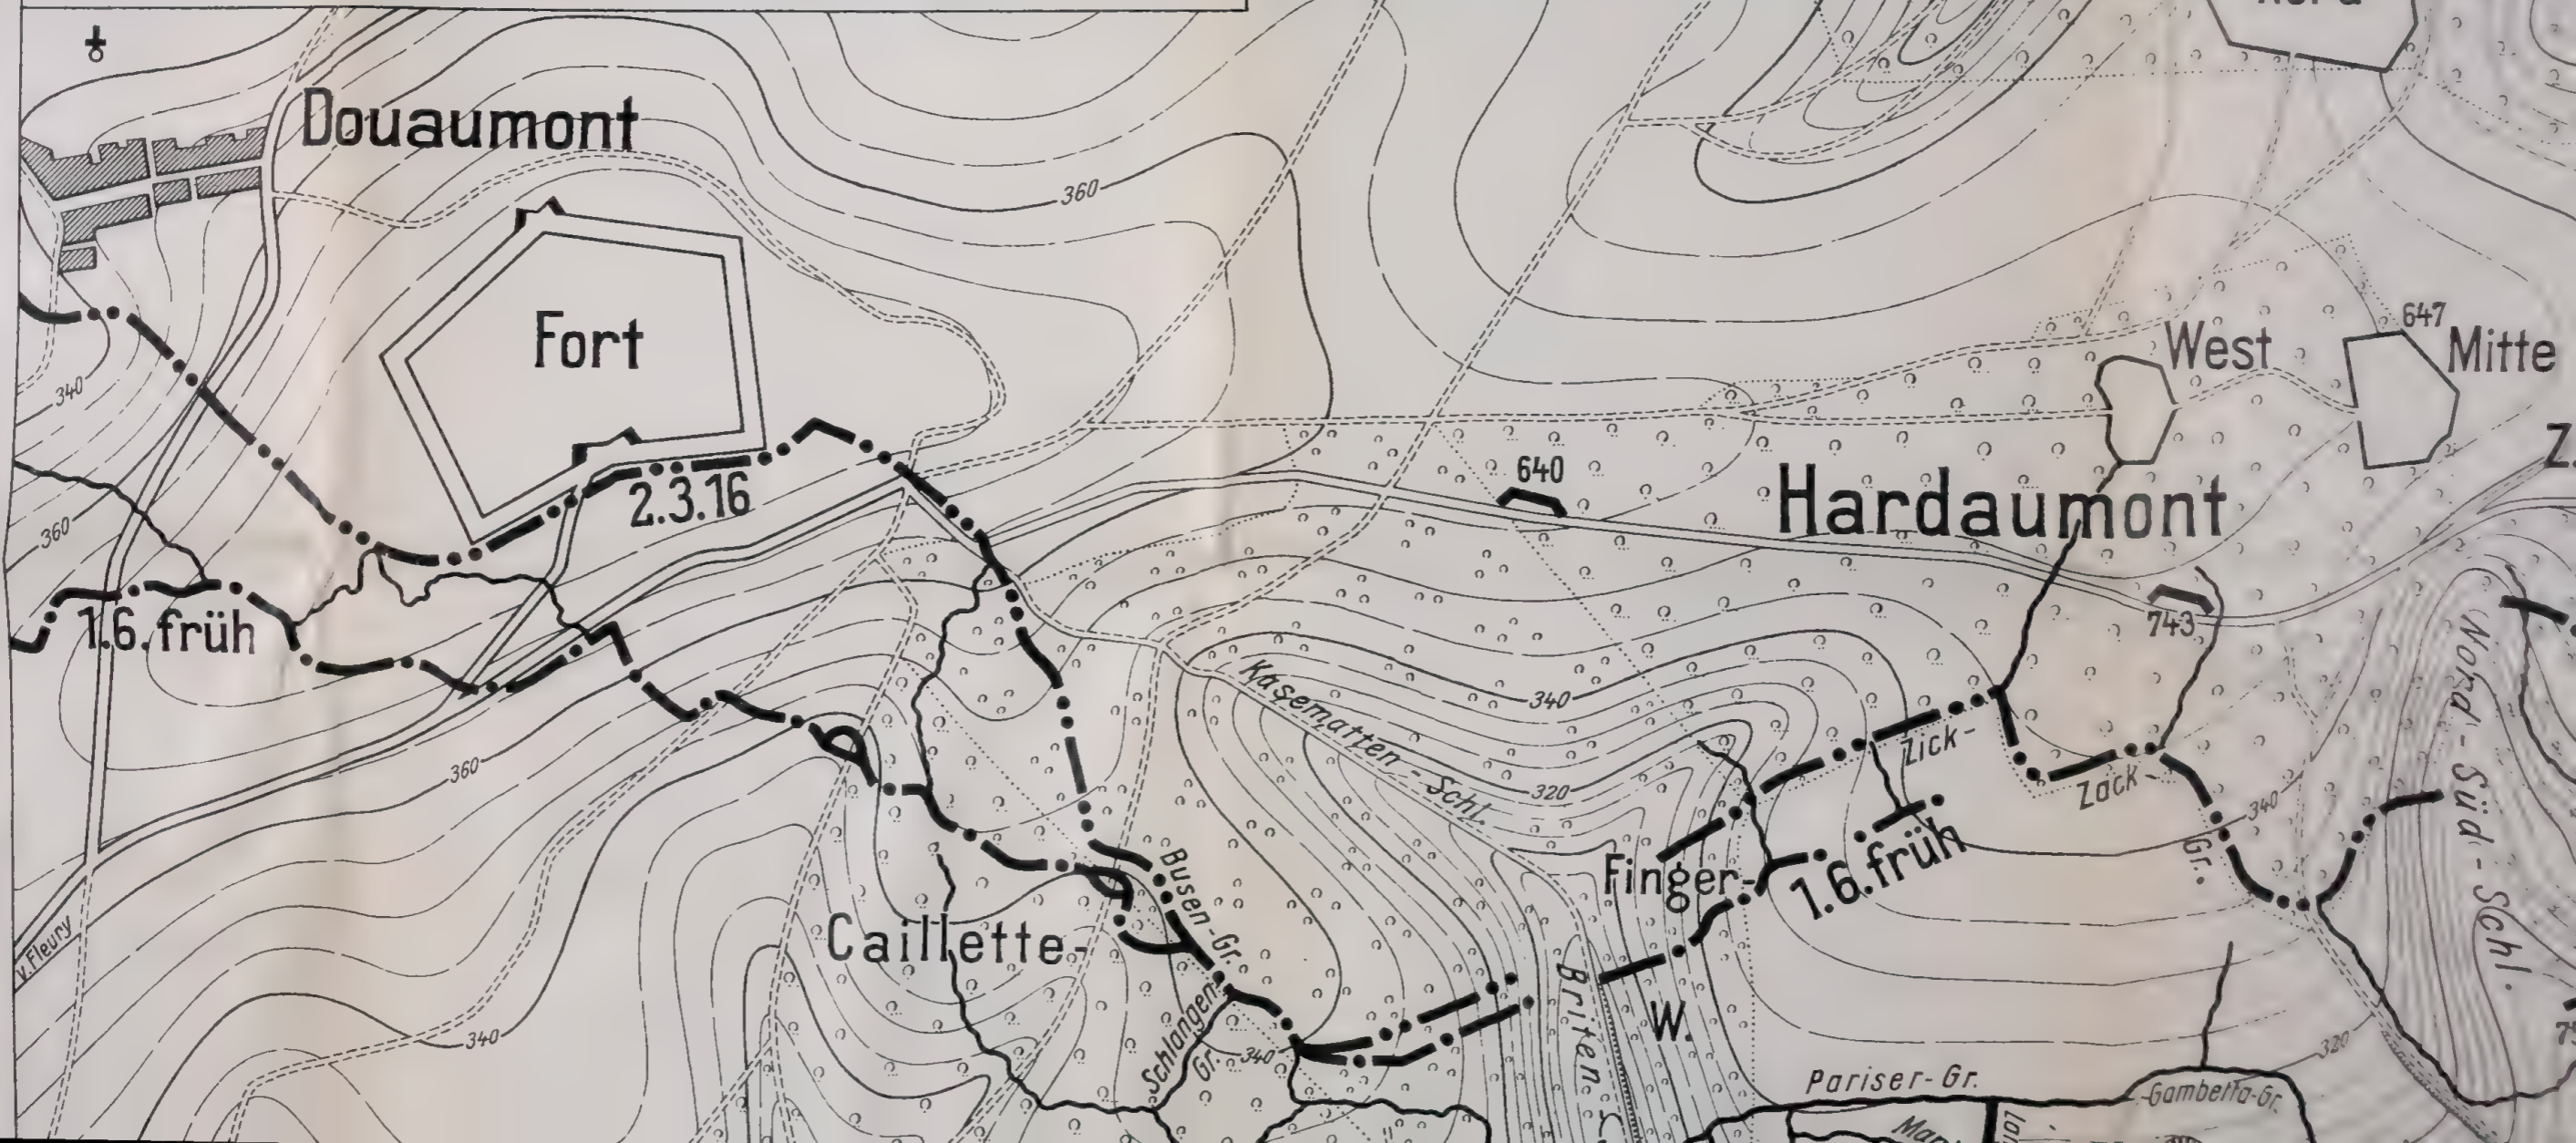 Douaumont
360
Fort
647
West
Mitte
340
640
2.3.16
Hardaumont
Z.
360
1.6.früh
743
Nord-Süd-Schl.
Kasematten-Schl.
340
Zick-
Zack-
Gr.
340
320
360
Finger-
1.6.früh
Busen-Gr.
Caillette-
v.Fleury
Briten
W.
Schlangen
Gr.
340
340
320
Pariser-Gr.
Gambetta-Gr.